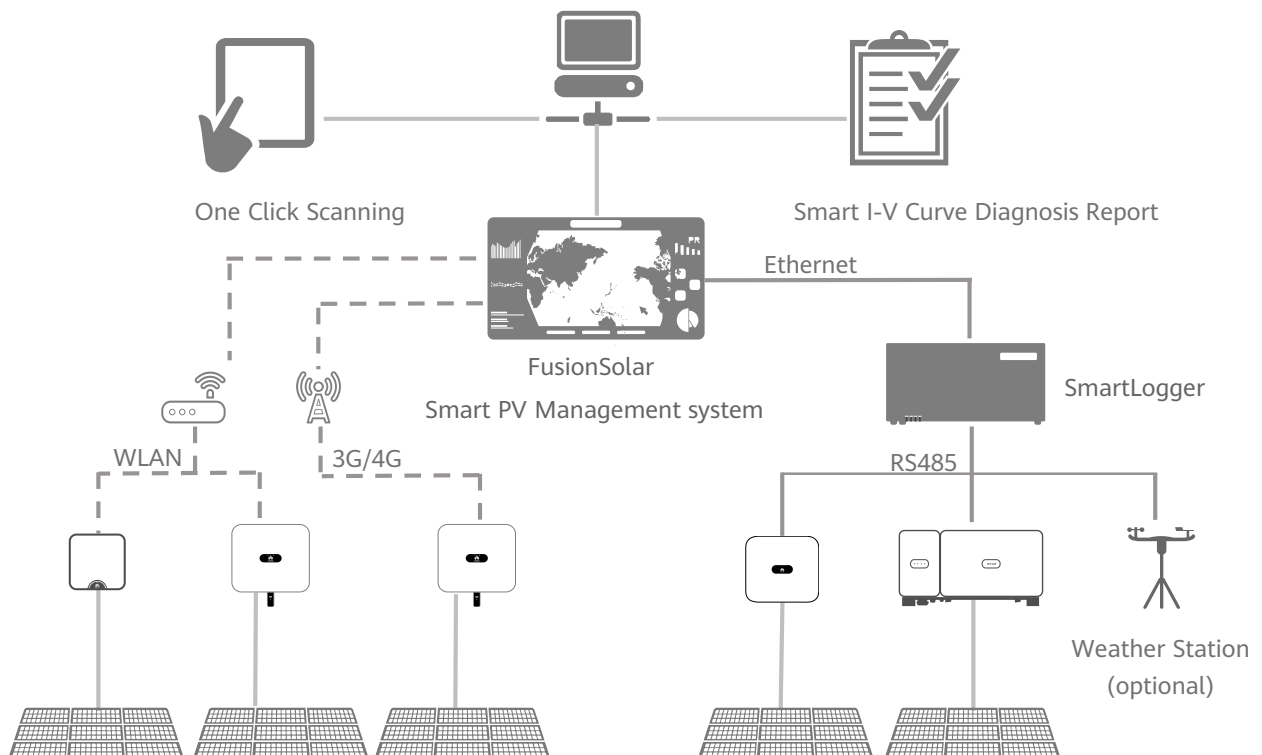 One Click Scanning
Smart I-V Curve Diagnosis Report
PR
Ethernet
FusionSolar
Smart PV Management system
SmartLogger
WLAN
3G/4G
RS485
Weather Station
(optional)